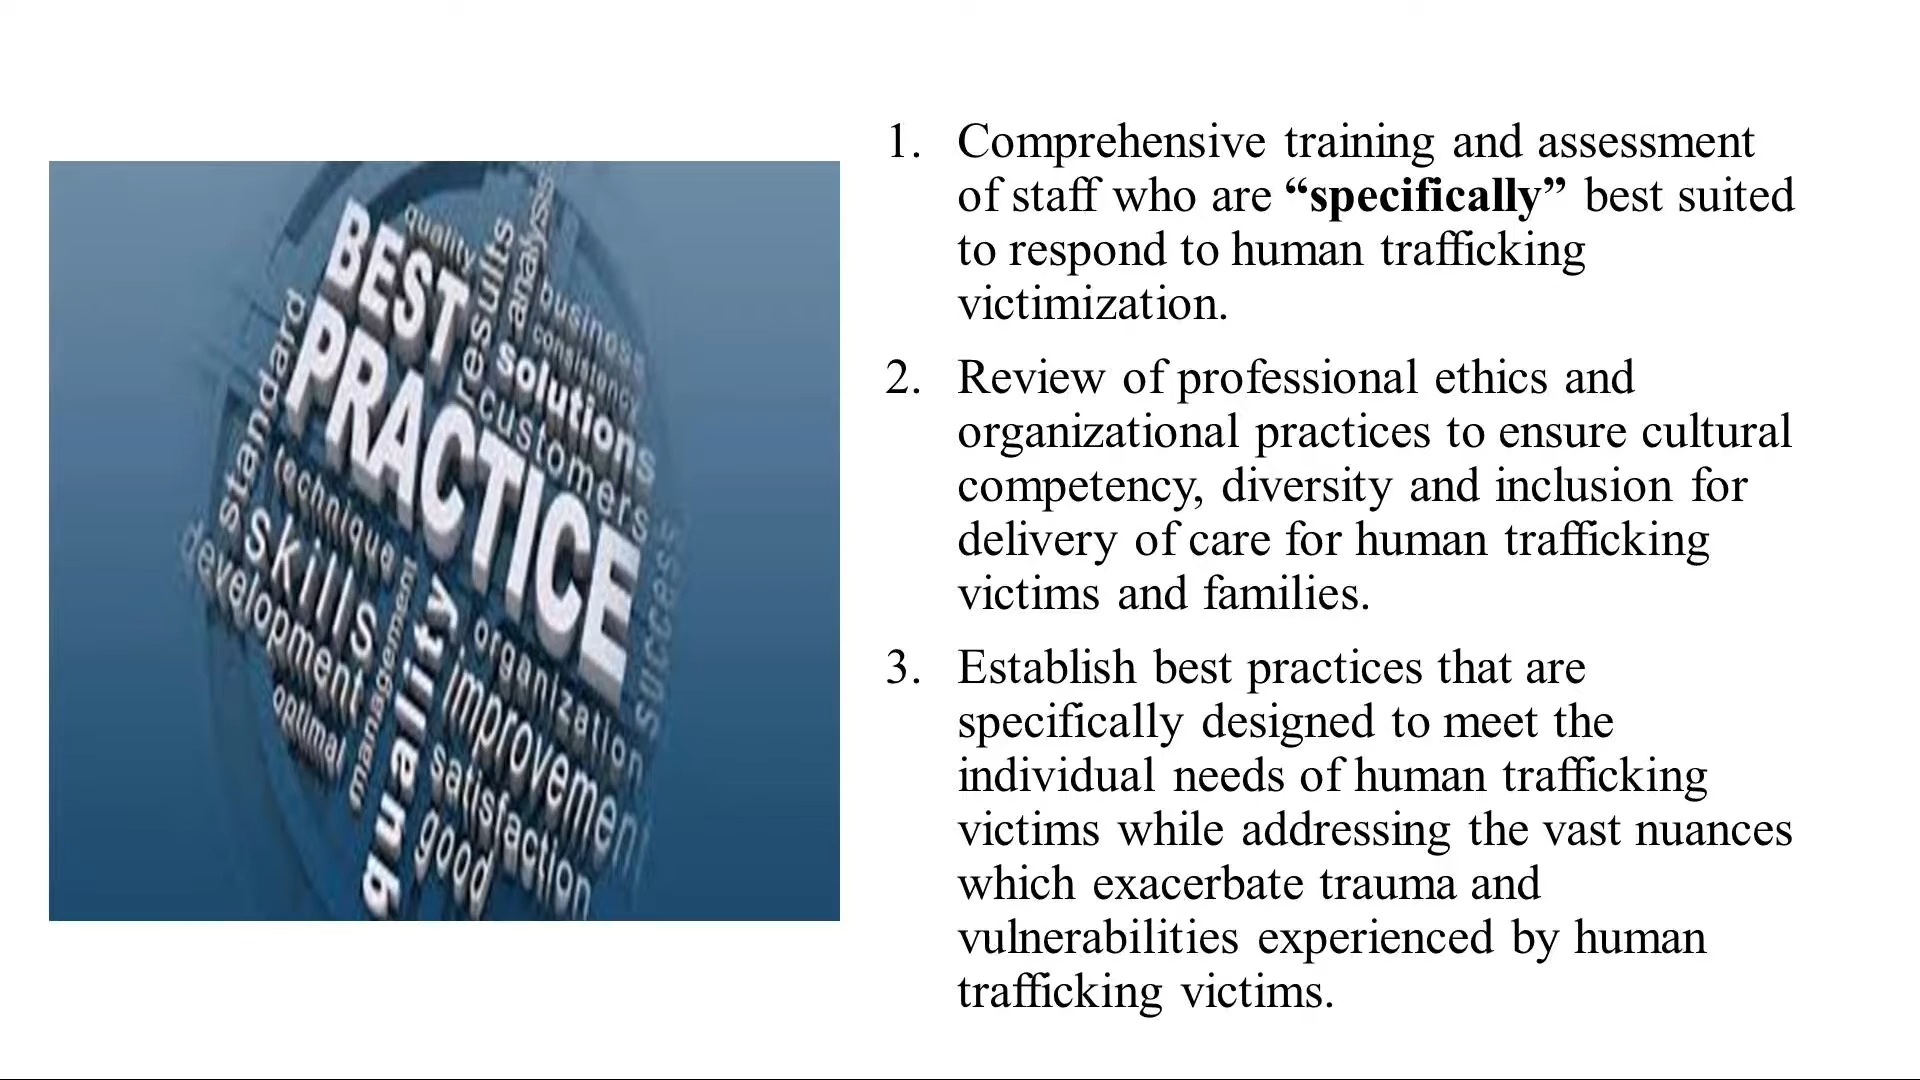 BEST
PRACTICE
quality
results
analysis
business
consistency
solutions
customers
standard
technique
skills
development
optimal
management
quality
organization
improvement
satisfaction
good
success
1. Comprehensive training and assessment
of staff who are “specifically” best suited
to respond to human trafficking
victimization.
2. Review of professional ethics and
organizational practices to ensure cultural
competency, diversity and inclusion for
delivery of care for human trafficking
victims and families.
3. Establish best practices that are
specifically designed to meet the
individual needs of human trafficking
victims while addressing the vast nuances
which exacerbate trauma and
vulnerabilities experienced by human
trafficking victims.